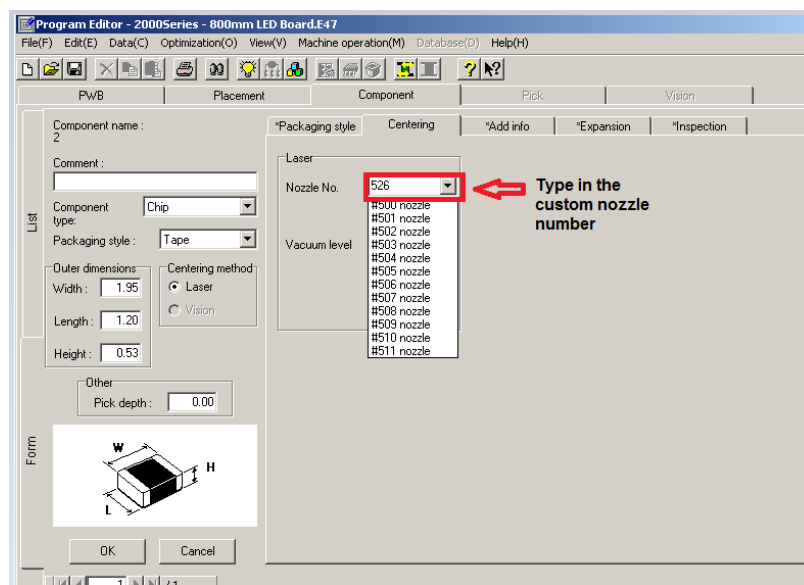 Program Editor - 2000Series - 800mm LED Board.E47
File(F) Edit(E) Data(C) Optimization(O) View(V) Machine operation(M) Database(D) Help(H)
PWB Placement Component Pick Vision
List
Form
Component name :
2
Comment :
Component type:
Chip
Packaging style :
Tape
Outer dimensions
Width : 1.95
Length : 1.20
Height : 0.53
Centering method
Laser
Vision
Other
Pick depth : 0.00
W
H
L
OK Cancel
*Packaging style Centering *Add info *Expansion *Inspection
Laser
Nozzle No. 526
#500 nozzle
#501 nozzle
#502 nozzle
#503 nozzle
#504 nozzle
#505 nozzle
#506 nozzle
#507 nozzle
#508 nozzle
#509 nozzle
#510 nozzle
#511 nozzle
Vacuum level
Type in the
custom nozzle
number
1